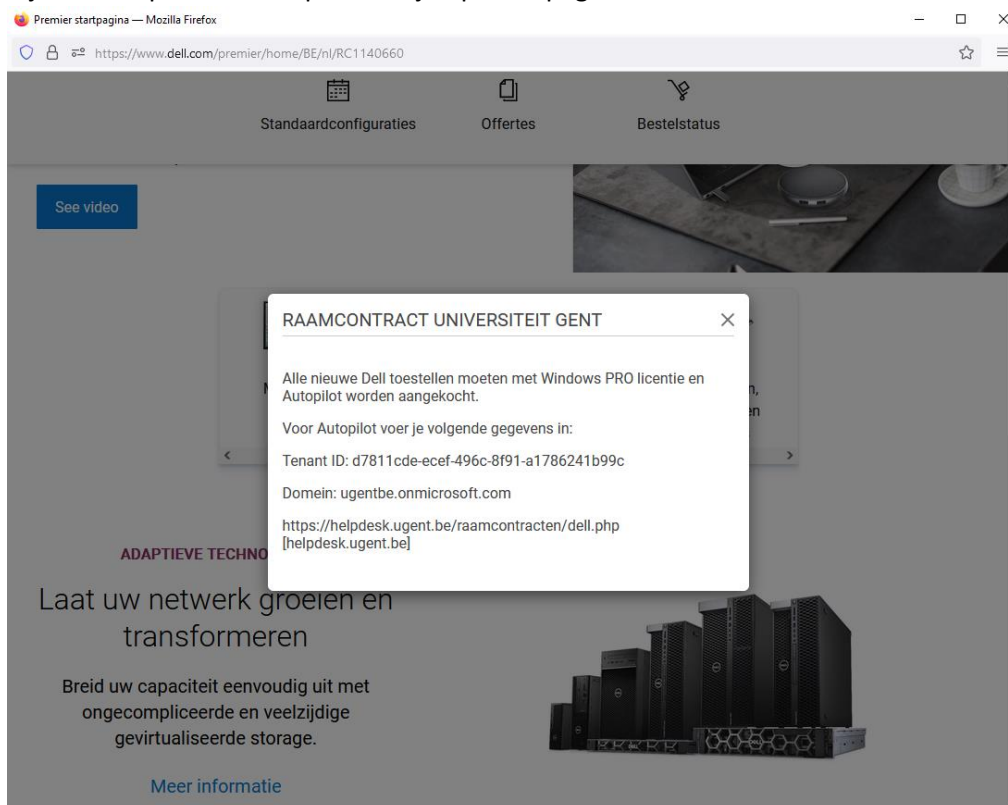 Premier startpagina — Mozilla Firefox
https://www.dell.com/premier/home/BE/nl/RC1140660
Standaardconfiguraties
Offertes
Bestelstatus
See video
RAAMCONTRACT UNIVERSITEIT GENT
Alle nieuwe Dell toestellen moeten met Windows PRO licentie en
Autopilot worden aangekocht.
Voor Autopilot voer je volgende gegevens in:
Tenant ID: d7811cde-ecef-496c-8f91-a1786241b99c
Domein: ugentbe.onmicrosoft.com
https://helpdesk.ugent.be/raamcontracten/dell.php
[helpdesk.ugent.be]
ADAPTIEVE
Laat uw netwerk groeien en
transformeren
Breid uw capaciteit eenvoudig uit met
ongecompliceerde en veelzijdige
gevirtualiseerde storage.
Meer informatie